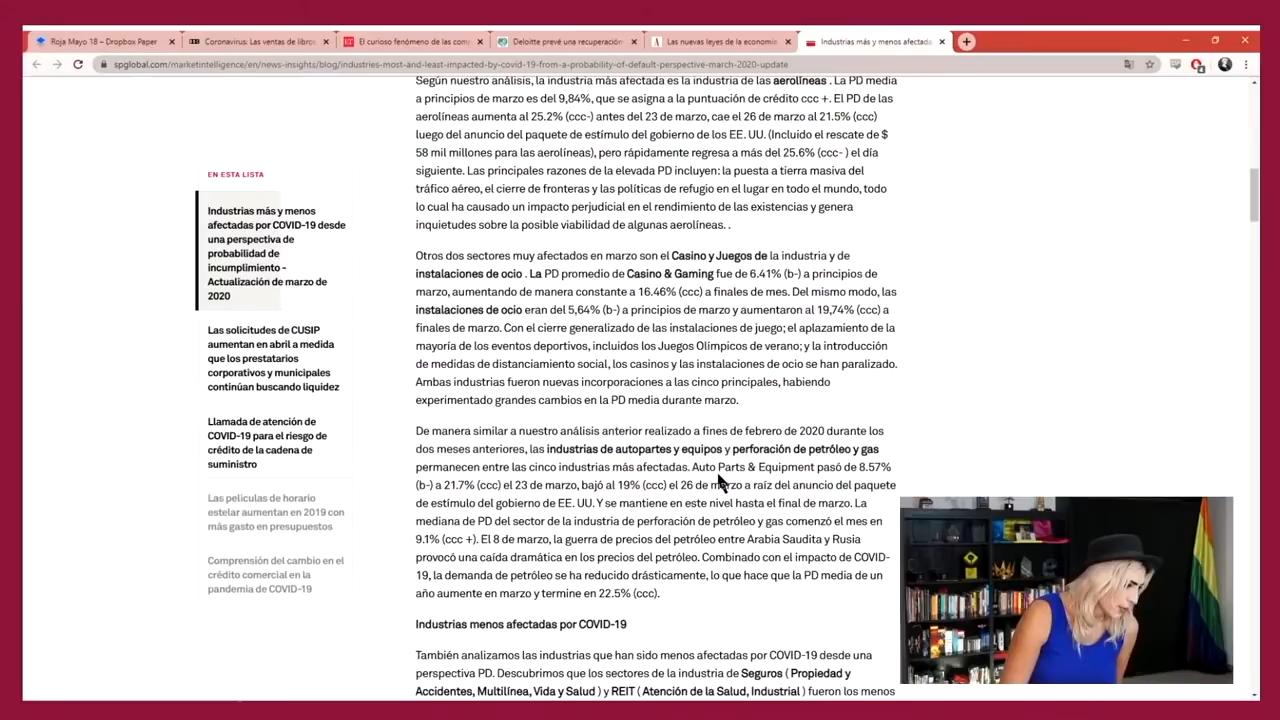 Roja Mayo 18 – Dropbox Paper
Coronavirus: Las ventas de libros
El curioso fenómeno de las com
Deloitte prevé una recuperación
Las nuevas leyes de la economía
Industrias más y menos afectada
spglobal.com/marketintelligence/en/news-insights/blog/industries-most-and-least-impacted-by-covid-19-from-a-probability-of-default-perspective-march-2020-update
EN ESTA LISTA
Industrias más y menos
afectadas por COVID-19 desde
una perspectiva de
probabilidad de
incumplimiento -
Actualización de marzo de
2020
Las solicitudes de CUSIP
aumentan en abril a medida
que los prestatarios
corporativos y municipales
continúan buscando liquidez
Llamada de atención de
COVID-19 para el riesgo de
crédito de la cadena de
suministro
Las películas de horario
estelar aumentan en 2019 con
más gasto en presupuestos
Comprensión del cambio en el
crédito comercial en la
pandemia de COVID-19
Según nuestro análisis, la industria más afectada es la industria de las aerolíneas . La PD media
a principios de marzo es del 9,84%, que se asigna a la puntuación de crédito ccc +. El PD de las
aerolíneas aumenta al 25.2% (ccc-) antes del 23 de marzo, cae el 26 de marzo al 21.5% (ccc)
luego del anuncio del paquete de estímulo del gobierno de los EE. UU. (Incluido el rescate de $
58 mil millones para las aerolíneas), pero rápidamente regresa a más del 25.6% (ccc- ) el día
siguiente. Las principales razones de la elevada PD incluyen: la puesta a tierra masiva del
tráfico aéreo, el cierre de fronteras y las políticas de refugio en el lugar en todo el mundo, todo
lo cual ha causado un impacto perjudicial en el rendimiento de las existencias y genera
inquietudes sobre la posible viabilidad de algunas aerolíneas. .
Otros dos sectores muy afectados en marzo son el Casino y Juegos de la industria y de
instalaciones de ocio . La PD promedio de Casino & Gaming fue de 6.41% (b-) a principios de
marzo, aumentando de manera constante a 16.46% (ccc) a finales de mes. Del mismo modo, las
instalaciones de ocio eran del 5,64% (b-) a principios de marzo y aumentaron al 19,74% (ccc) a
finales de marzo. Con el cierre generalizado de las instalaciones de juego; el aplazamiento de la
mayoría de los eventos deportivos, incluidos los Juegos Olímpicos de verano; y la introducción
de medidas de distanciamiento social, los casinos y las instalaciones de ocio se han paralizado.
Ambas industrias fueron nuevas incorporaciones a las cinco principales, habiendo
experimentado grandes cambios en la PD media durante marzo.
De manera similar a nuestro análisis anterior realizado a fines de febrero de 2020 durante los
dos meses anteriores, las industrias de autopartes y equipos y perforación de petróleo y gas
permanecen entre las cinco industrias más afectadas. Auto Parts & Equipment pasó de 8.57%
(b-) a 21.7% (ccc) el 23 de marzo, bajó al 19% (ccc) el 26 de marzo a raíz del anuncio del paquete
de estímulo del gobierno de EE. UU. Y se mantiene en este nivel hasta el final de marzo. La
mediana de PD del sector de la industria de perforación de petróleo y gas comenzó el mes en
9.1% (ccc +). El 8 de marzo, la guerra de precios del petróleo entre Arabia Saudita y Rusia
provocó una caída dramática en los precios del petróleo. Combinado con el impacto de COVID-
19, la demanda de petróleo se ha reducido drásticamente, lo que hace que la PD media de un
año aumente en marzo y termine en 22.5% (ccc).
Industrias menos afectadas por COVID-19
También analizamos las industrias que han sido menos afectadas por COVID-19 desde una
perspectiva PD. Descubrimos que los sectores de la industria de Seguros ( Propiedad y
Accidentes, Multilínea, Vida y Salud ) y REIT ( Atención de la Salud, Industrial ) fueron los menos